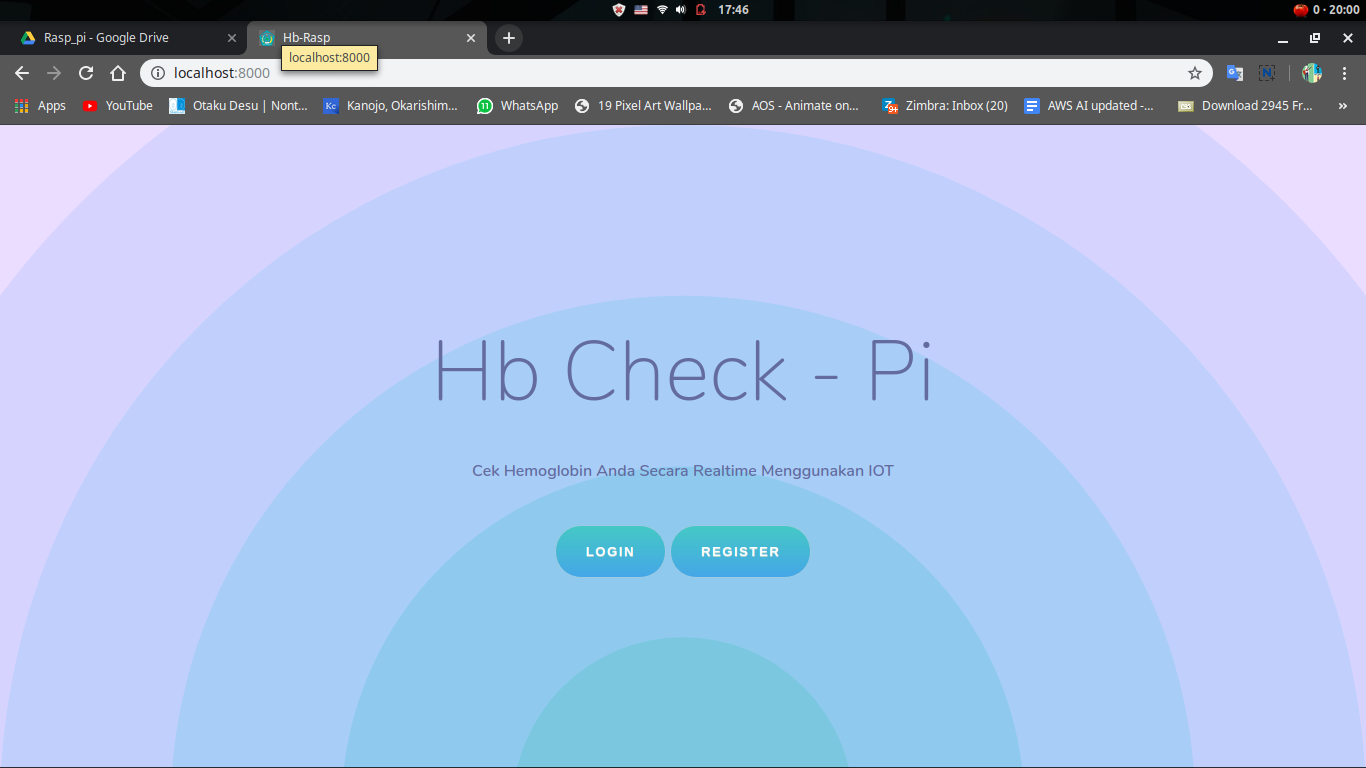 17:46
0 · 20:00
Rasp_pi - Google Drive
Hb-Rasp
localhost:8000
localhost:8000
Apps
YouTube
Otaku Desu | Nont...
Kc
Kanojo, Okarishim...
11
WhatsApp
19 Pixel Art Wallpa...
AOS - Animate on...
Zimbra: Inbox (20)
AWS AI updated -...
Download 2945 Fr...
»
Hb Check - Pi
Cek Hemoglobin Anda Secara Realtime Menggunakan IOT
LOGIN
REGISTER